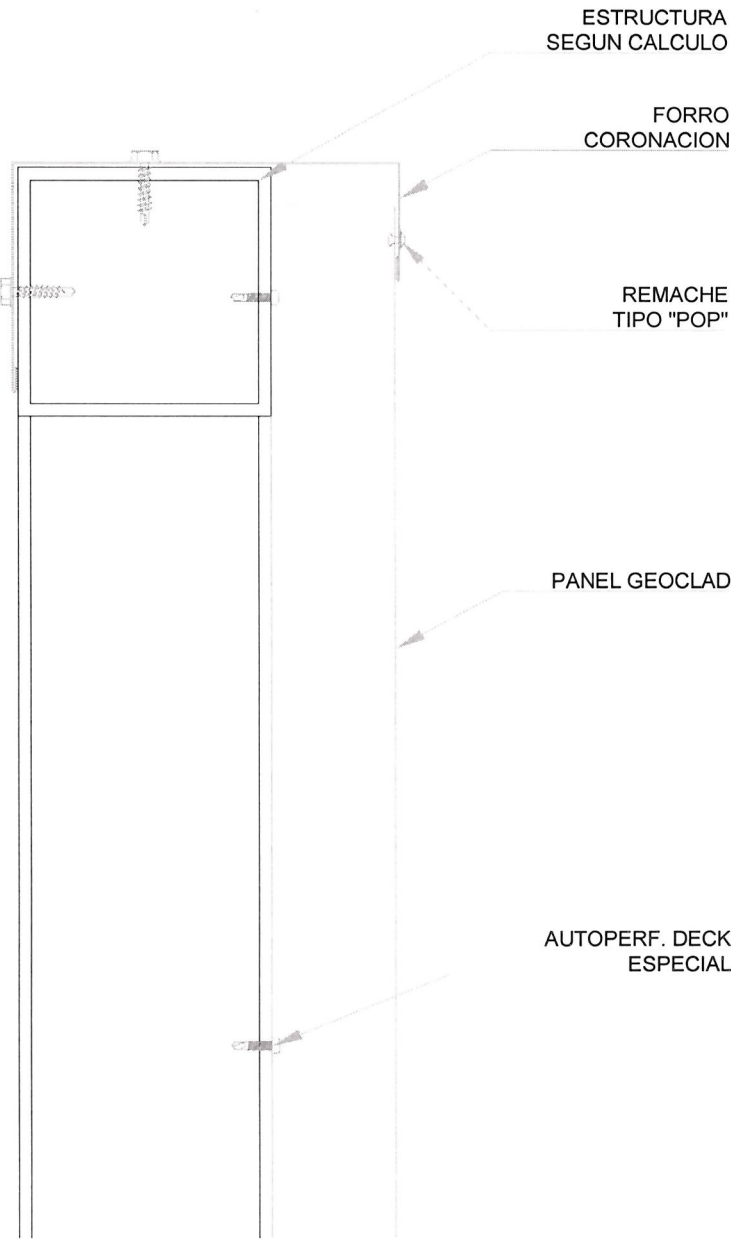 ESTRUCTURA
SEGUN CALCULO
FORRO
CORONACION
REMACHE
TIPO "POP"
PANEL GEOCLAD
AUTOPERF. DECK
ESPECIAL